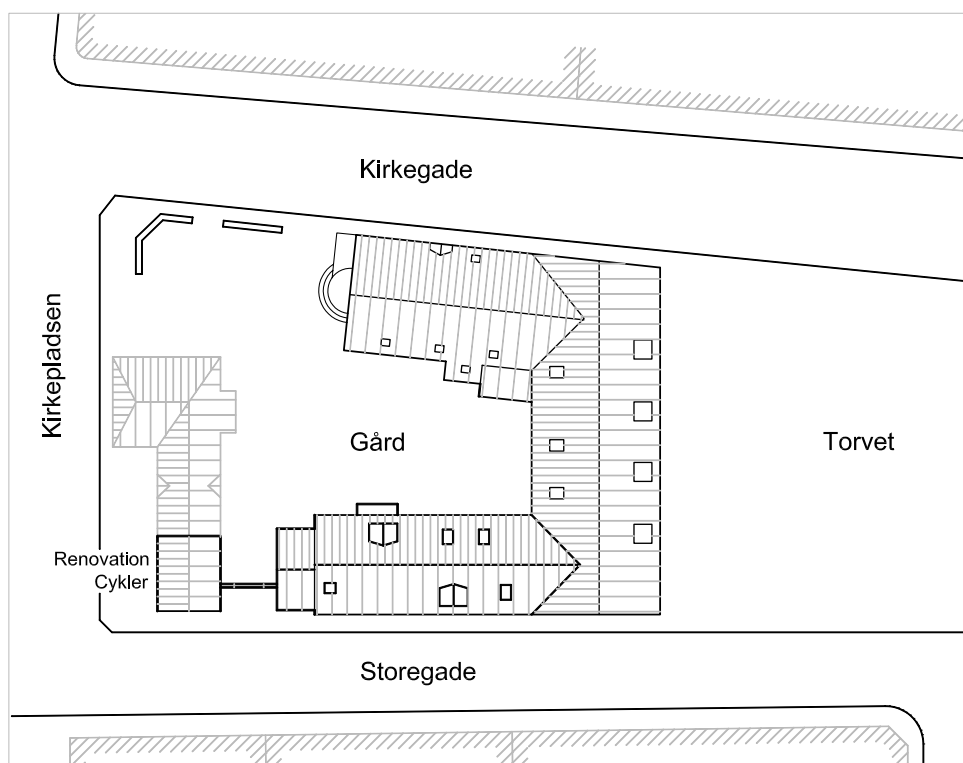 Kirkegade
Kirkepladsen
Gård
Torvet
Renovation
Cykler
Storegade